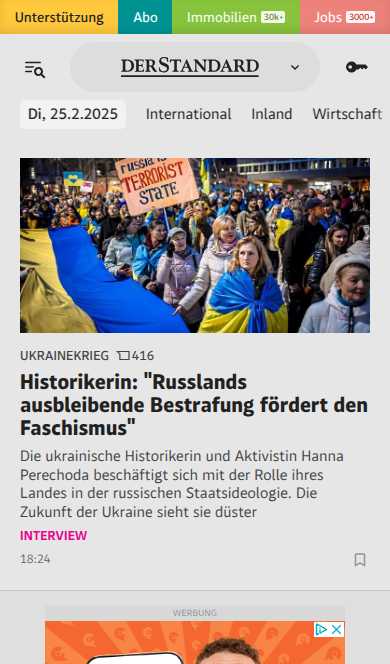 Unterstützung Abo Immobilien 30k+ Jobs 3000+
DERSTANDARD
Di, 25.2.2025 International Inland Wirtschaft
russia is
TERRORIST
STATE
UKRAINEKRIEG 416
Historikerin: "Russlands
ausbleibende Bestrafung fördert den
Faschismus"
Die ukrainische Historikerin und Aktivistin Hanna
Perechoda beschäftigt sich mit der Rolle ihres
Landes in der russischen Staatsideologie. Die
Zukunft der Ukraine sieht sie düster
INTERVIEW
18:24
WERBUNG